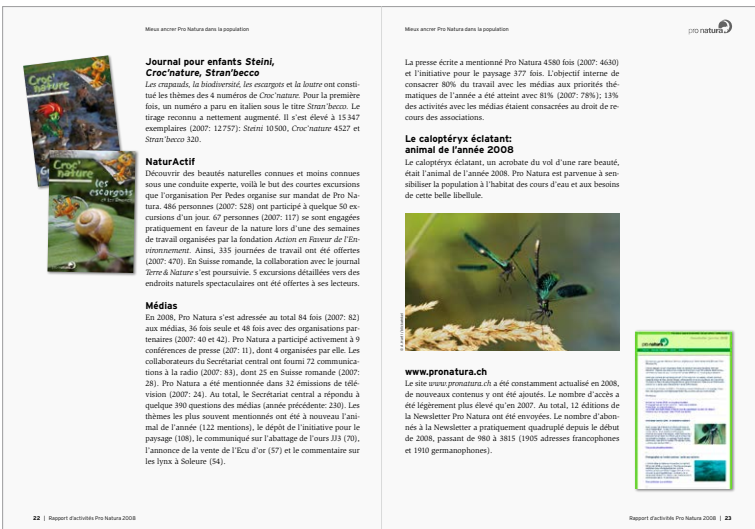 Mieux ancrer Pro Natura dans la population
Croc'
nature
Croc'
nature
les
escargots
Journal pour enfants Steini,
Croc'nature, Stran'becco
Les crapauds, la biodiversité, les escargots et la loutre ont consti-
tué les thèmes des 4 numéros de Croc'nature. Pour la première
fois, un numéro a paru en italien sous le titre Stran'becco. Le
tirage reconnu a nettement augmenté. Il s'est élevé à 15 347
exemplaires (2007: 12 757): Steini 10 500, Croc'nature 4527 et
Stran'becco 320.
NaturActif
Découvrir des beautés naturelles connues et moins connues
sous une conduite experte, voilà le but des courtes excursions
que l'organisation Per Pedes organise sur mandat de Pro Na-
tura. 486 personnes (2007: 528) ont participé à quelque 50 ex-
cursions d'un jour. 67 personnes (2007: 117) se sont engagées
pratiquement en faveur de la nature lors d'une des semaines
de travail organisées par la fondation Action en Faveur de l'En-
vironnement. Ainsi, 335 journées de travail ont été offertes
(2007: 470). En Suisse romande, la collaboration avec le journal
Terre & Nature s'est poursuivie. 5 excursions détaillées vers des
endroits naturels spectaculaires ont été offertes à ses lecteurs.
Médias
En 2008, Pro Natura s'est adressée au total 84 fois (2007: 82)
aux médias, 36 fois seule et 48 fois avec des organisations par-
tenaires (2007: 40 et 42). Pro Natura a participé activement à 9
conférences de presse (207: 11), dont 4 organisées par elle. Les
collaborateurs du Secrétariat central ont fourni 72 communica-
tions à la radio (2007: 83), dont 25 en Suisse romande (2007:
28). Pro Natura a été mentionnée dans 32 émissions de télé-
vision (2007: 24). Au total, le Secrétariat central a répondu à
quelque 390 questions des médias (année précédente: 230). Les
thèmes les plus souvent mentionnés ont été à nouveau l'ani-
mal de l'année (122 mentions), le dépôt de l'initiative pour le
paysage (108), le communiqué sur l'abattage de l'ours JJ3 (70),
l'annonce de la vente de l'Ecu d'or (57) et le commentaire sur
les lynx à Soleure (54).
22 | Rapport d'activités Pro Natura 2008
Mieux ancrer Pro Natura dans la population
pro natura
La presse écrite a mentionné Pro Natura 4580 fois (2007: 4630)
et l'initiative pour le paysage 377 fois. L'objectif interne de
consacrer 80% du travail avec les médias aux priorités thé-
matiques de l'année a été atteint avec 81% (2007: 78%); 13%
des activités avec les médias étaient consacrées au droit de re-
cours des associations.
Le caloptéryx éclatant:
animal de l'année 2008
Le caloptéryx éclatant, un acrobate du vol d'une rare beauté,
était l'animal de l'année 2008. Pro Natura est parvenue à sen-
sibiliser la population à l'habitat des cours d'eau et aux besoins
de cette belle libellule.
www.pronatura.ch
Le site www.pronatura.ch a été constamment actualisé en 2008,
de nouveaux contenus y ont été ajoutés. Le nombre d'accès a
été légèrement plus élevé qu'en 2007. Au total, 12 éditions de
la Newsletter Pro Natura ont été envoyées. Le nombre d'abon-
nés à la Newsletter a pratiquement quadruplé depuis le début
de 2008, passant de 980 à 3815 (1905 adresses francophones
et 1910 germanophones).
pro natura
Rapport d'activités Pro Natura 2008 | 23